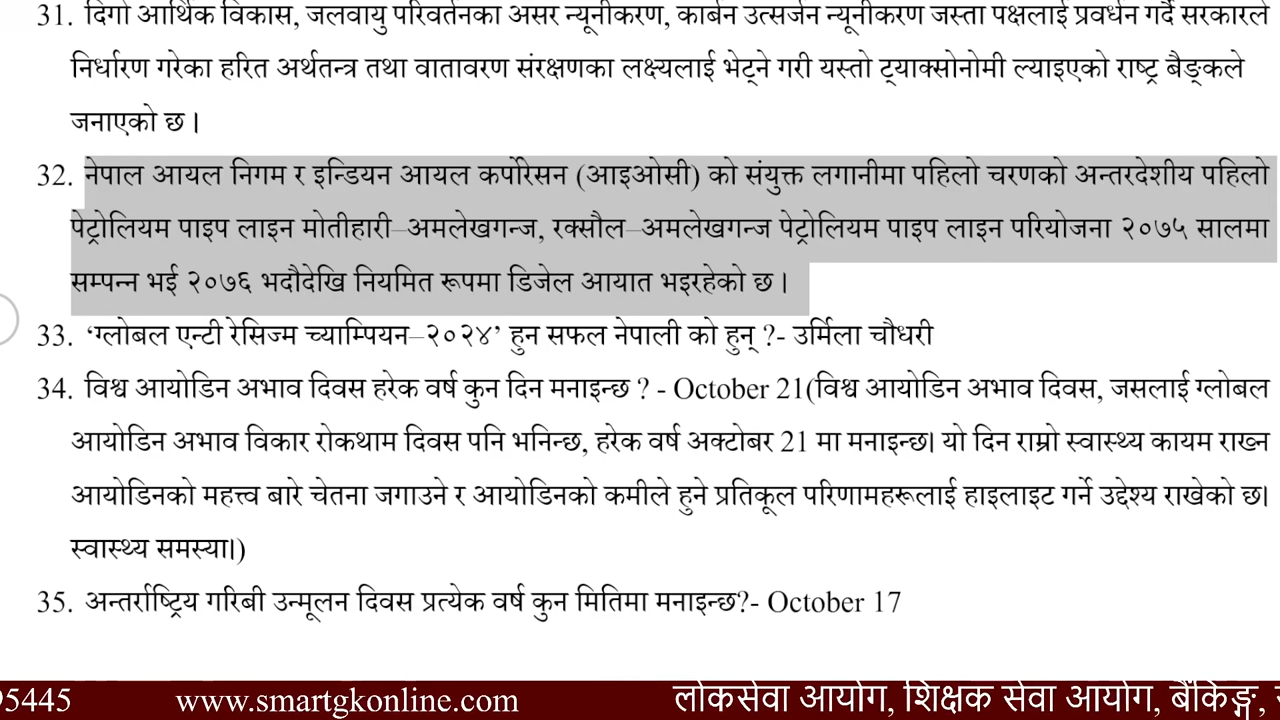 31. दिगो आर्थिक विकास, जलवायु परिवर्तनका असर न्यूनीकरण, कार्बन उत्सर्जन न्यूनीकरण जस्ता पक्षलाई प्रवर्धन गर्दै सरकारले
निर्धारण गरेका हरित अर्थतन्त्र तथा वातावरण संरक्षणका लक्ष्यलाई भेट्ने गरी यस्तो ट्याक्सोनोमी ल्याइएको राष्ट्र बैङ्कले
जनाएको छ ।
32. नेपाल आयल निगम र इन्डियन आयल कर्पोरेसन (आइओसी) को संयुक्त लगानीमा पहिलो चरणको अन्तरदेशीय पहिलो
पेट्रोलियम पाइप लाइन मोतीहारी–अमलेखगन्ज, रक्सौल–अमलेखगन्ज पेट्रोलियम पाइप लाइन परियोजना २०७५ सालमा
सम्पन्न भई २०७६ भदौदेखि नियमित रूपमा डिजेल आयात भइरहेको छ ।
33. ‘ग्लोबल एन्टी रेसिज्म च्याम्पियन–२०२४’ हुन सफल नेपाली को हुन् ?- उर्मिला चौधरी
34. विश्व आयोडिन अभाव दिवस हरेक वर्ष कुन दिन मनाइन्छ ? - October 21(विश्व आयोडिन अभाव दिवस, जसलाई ग्लोबल
आयोडिन अभाव विकार रोकथाम दिवस पनि भनिन्छ, हरेक वर्ष अक्टोबर 21 मा मनाइन्छ। यो दिन राम्रो स्वास्थ्य कायम राख्न
आयोडिनको महत्त्व बारे चेतना जगाउने र आयोडिनको कमीले हुने प्रतिकूल परिणामहरूलाई हाइलाइट गर्ने उद्देश्य राखेको छ।
स्वास्थ्य समस्या।)
35. अन्तर्राष्ट्रिय गरिबी उन्मूलन दिवस प्रत्येक वर्ष कुन मितिमा मनाइन्छ?- October 17
95445 www.smartgkonline.com लोकसेवा आयोग, शिक्षक सेवा आयोग, बैंकिङ्ग,